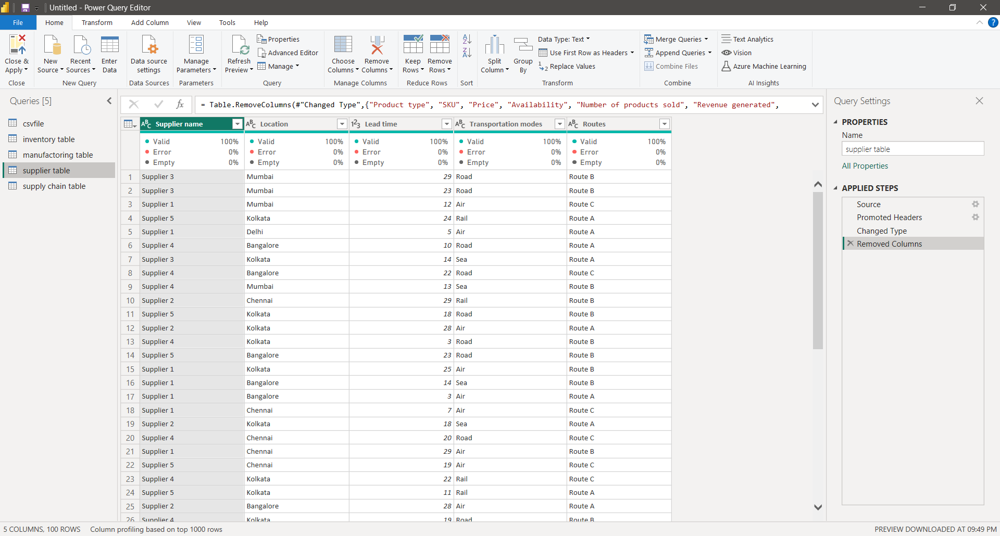 Untitled - Power Query Editor
File Home Transform Add Column View Tools Help
Close & Apply
Close
New Source
Recent Sources
Enter Data
New Query
Data source settings
Data Sources
Manage Parameters
Parameters
Refresh Preview
Properties
Advanced Editor
Manage
Query
Choose Columns
Remove Columns
Manage Columns
Keep Rows
Remove Rows
Reduce Rows
Sort
Split Column
Group By
Data Type: Text
Use First Row as Headers
Replace Values
Transform
Merge Queries
Append Queries
Combine Files
Combine
Text Analytics
Vision
Azure Machine Learning
AI Insights
Queries [5]
csvfile
inventory table
manufactoring table
supplier table
supply chain table
fx = Table.RemoveColumns(#"Changed Type",{"Product type", "SKU", "Price", "Availability", "Number of products sold", "Revenue generated",
ABC Supplier name ABC Location 123 Lead time ABC Transportation modes ABC Routes
Valid 100% Valid 100% Valid 100% Valid 100% Valid 100%
Error 0% Error 0% Error 0% Error 0% Error 0%
Empty 0% Empty 0% Empty 0% Empty 0% Empty 0%
1 Supplier 3 Mumbai 29 Road Route B
2 Supplier 3 Mumbai 23 Road Route B
3 Supplier 1 Mumbai 12 Air Route C
4 Supplier 5 Kolkata 24 Rail Route A
5 Supplier 1 Delhi 5 Air Route A
6 Supplier 4 Bangalore 10 Road Route A
7 Supplier 3 Kolkata 14 Sea Route A
8 Supplier 4 Bangalore 22 Road Route C
9 Supplier 4 Mumbai 13 Sea Route B
10 Supplier 2 Chennai 29 Rail Route B
11 Supplier 5 Kolkata 18 Road Route B
12 Supplier 2 Kolkata 28 Air Route A
13 Supplier 4 Kolkata 3 Road Route B
14 Supplier 5 Bangalore 23 Road Route B
15 Supplier 1 Kolkata 25 Air Route B
16 Supplier 1 Bangalore 14 Sea Route B
17 Supplier 1 Bangalore 3 Air Route A
18 Supplier 1 Chennai 7 Air Route C
19 Supplier 2 Kolkata 18 Sea Route A
20 Supplier 4 Chennai 20 Road Route C
21 Supplier 1 Chennai 29 Air Route B
22 Supplier 5 Chennai 19 Air Route C
23 Supplier 4 Kolkata 22 Rail Route C
24 Supplier 5 Kolkata 11 Rail Route A
25 Supplier 2 Bangalore 28 Air Route A
26 Supplier 4 Kolkata 19 Road Route B
Query Settings
PROPERTIES
Name
supplier table
All Properties
APPLIED STEPS
Source
Promoted Headers
Changed Type
Removed Columns
5 COLUMNS, 100 ROWS Column profiling based on top 1000 rows PREVIEW DOWNLOADED AT 09:49 PM